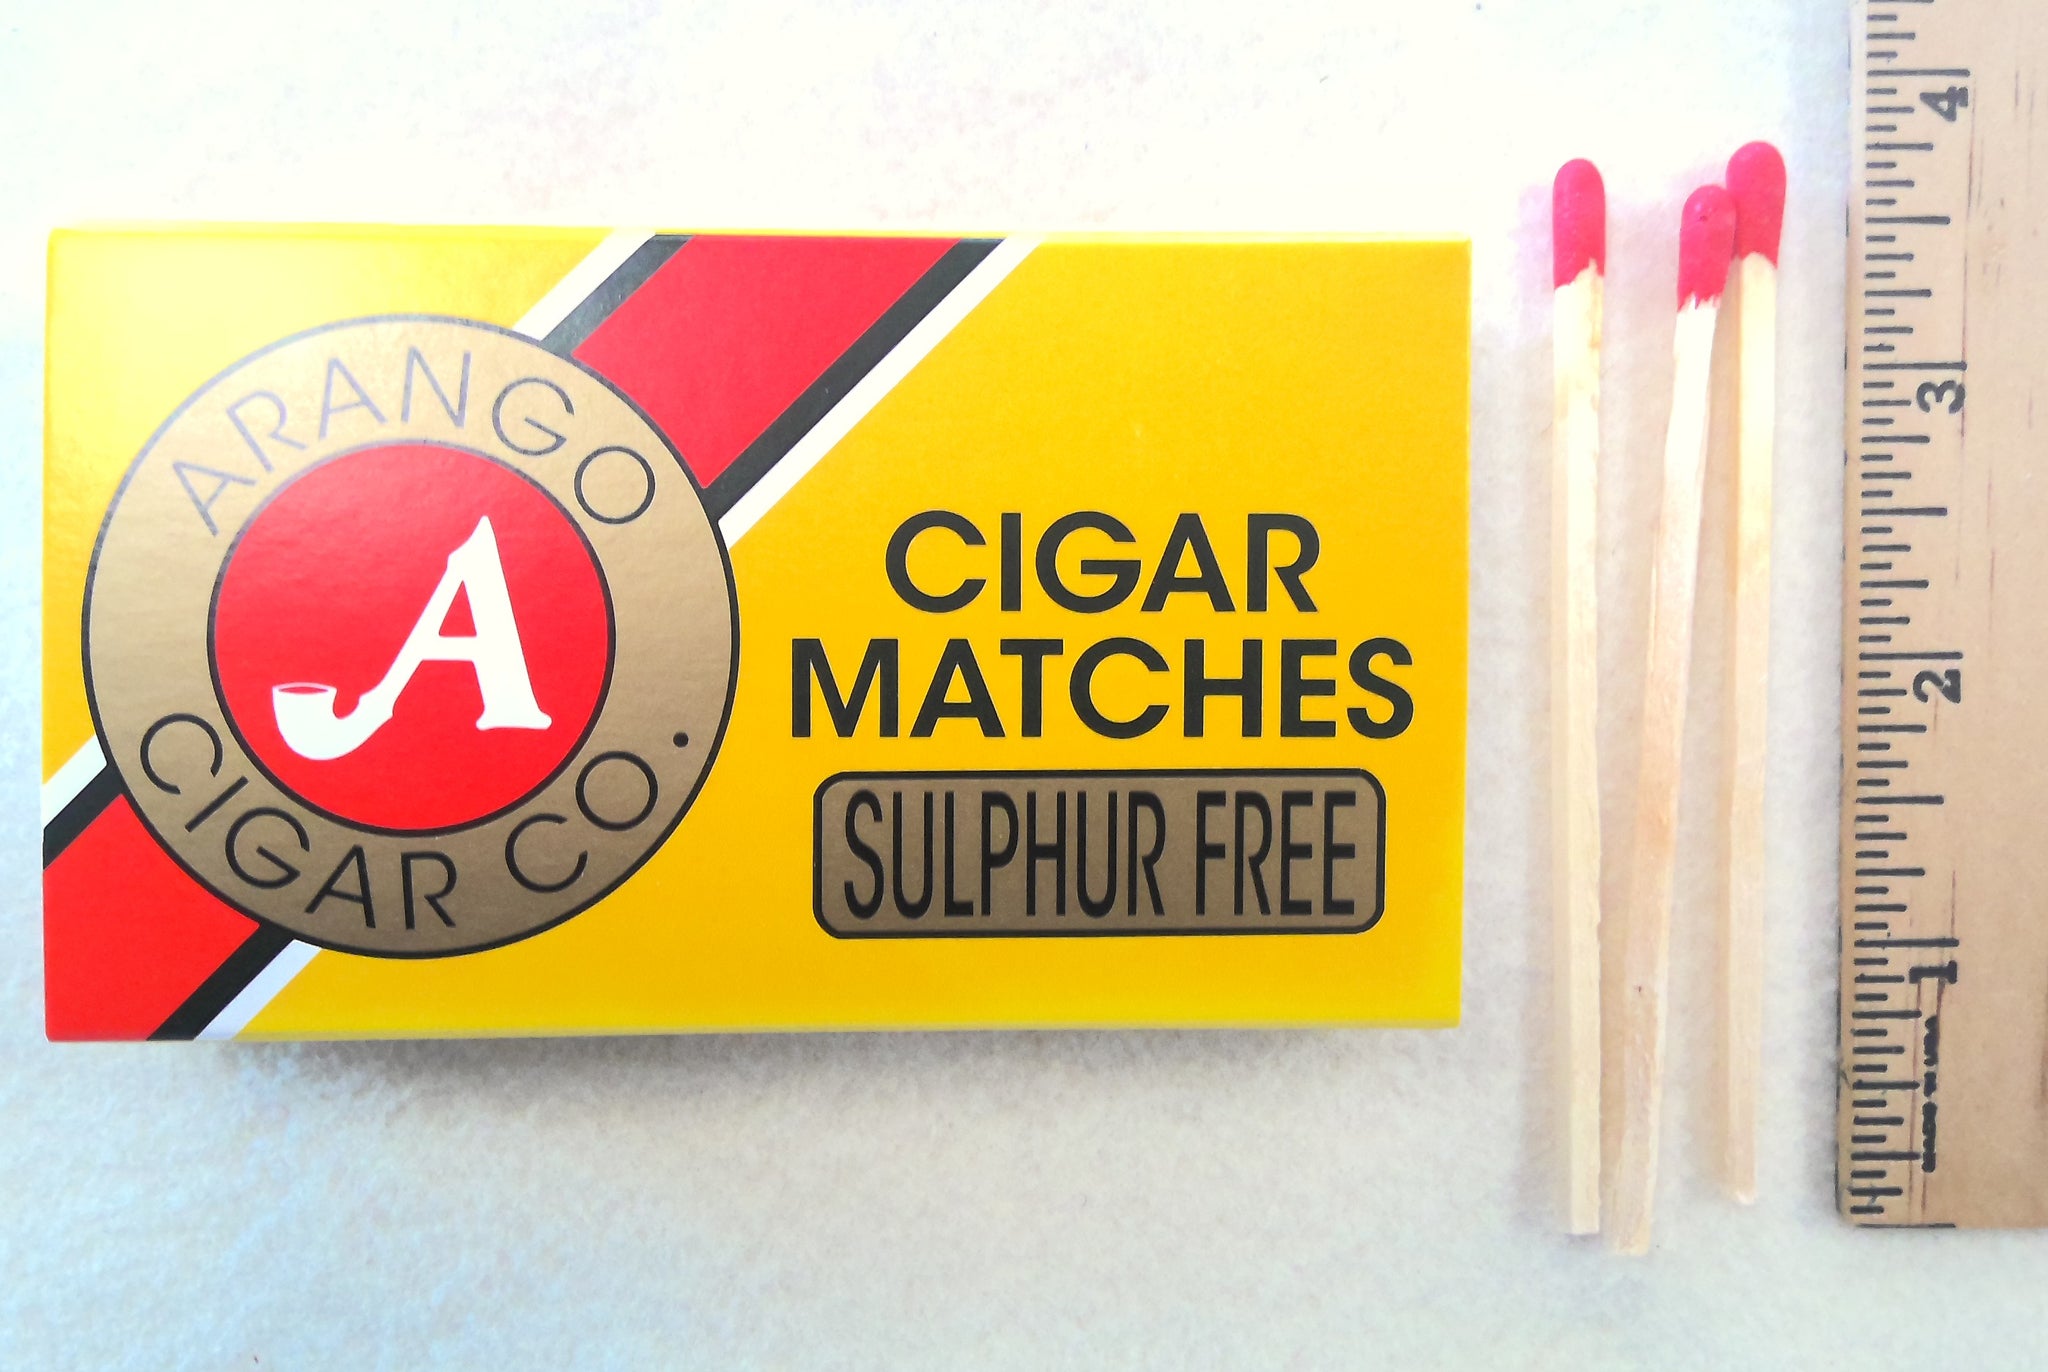 ARANGO
CIGAR CO.
A
CIGAR
MATCHES
SULPHUR FREE
4
3
2
1